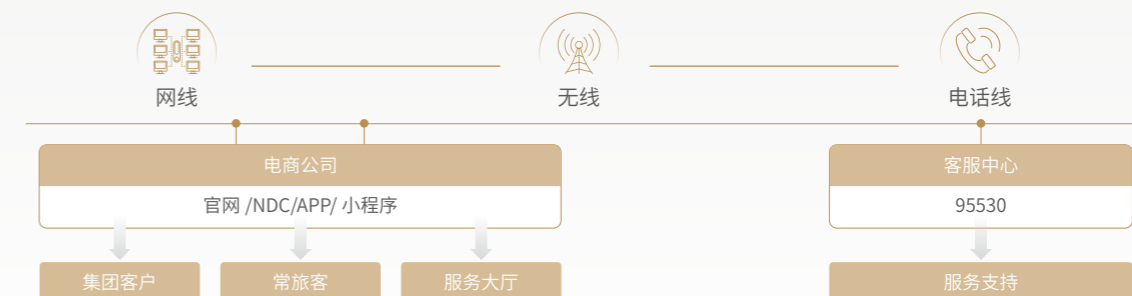 网线
无线
电话线
电商公司
客服中心
官网 /NDC/APP/ 小程序
95530
集团客户
常旅客
服务大厅
服务支持